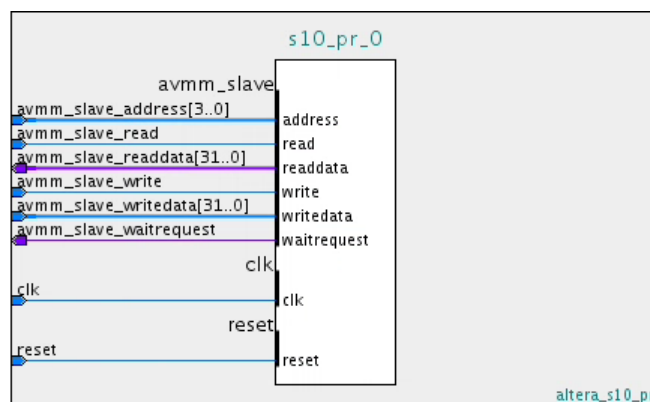 s10_pr_0
avmm_slave
avmm_slave_address[3..0]
address
avmm_slave_read
read
avmm_slave_readdata[31..0]
readdata
avmm_slave_write
write
avmm_slave_writedata[31..0]
writedata
avmm_slave_waitrequest
waitrequest
clk
clk
clk
reset
reset
reset
altera_s10_pr